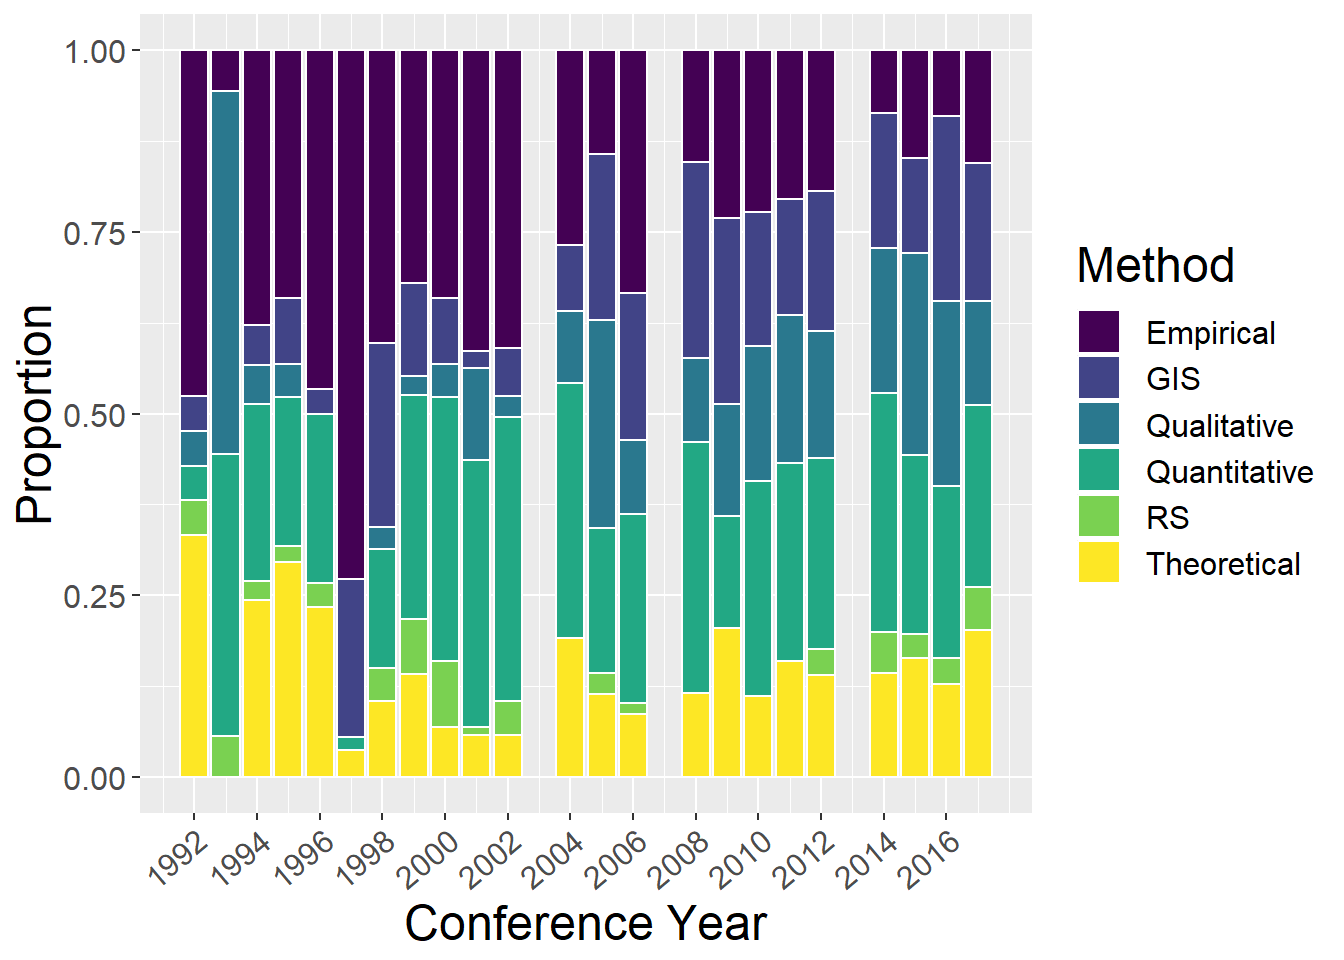 1.00
0.75
0.50
0.25
0.00
Proportion
1992
1994
1996
1998
2000
2002
2004
2006
2008
2010
2012
2014
2016
Conference Year
Method
Empirical
GIS
Qualitative
Quantitative
RS
Theoretical